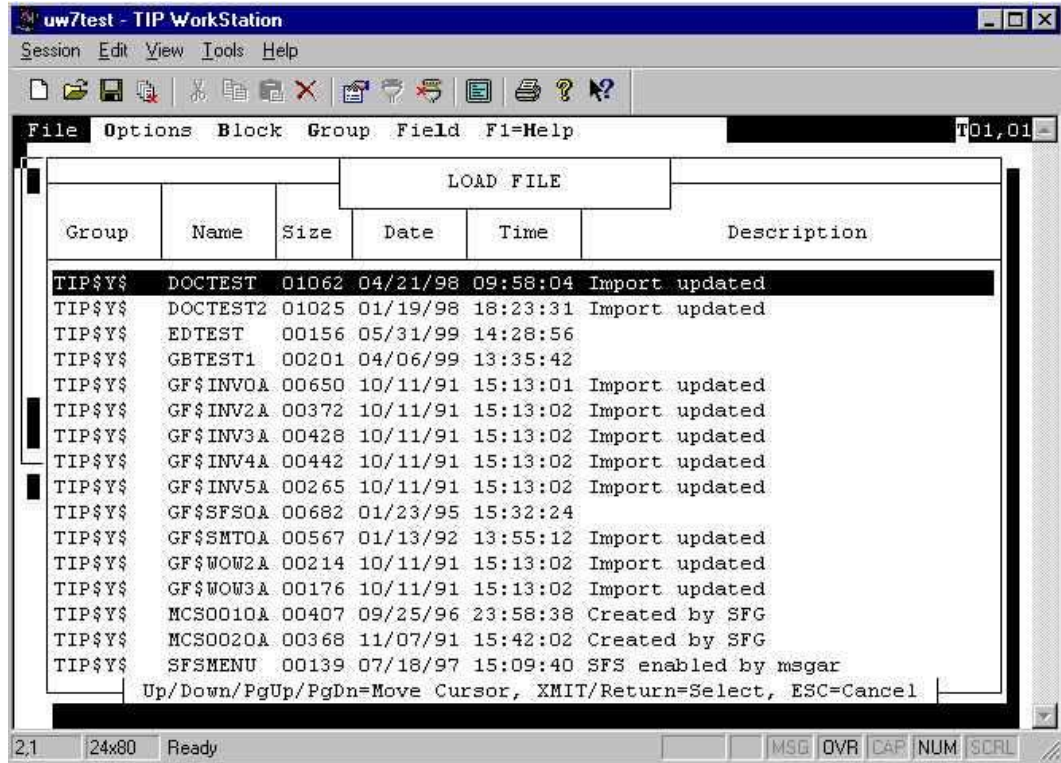 uw7test - TIP WorkStation
Session Edit View Tools Help
File Options Block Group Field F1=Help T01,01
LOAD FILE
Group Name Size Date Time Description
TIP$Y$ DOCTEST 01062 04/21/98 09:58:04 Import updated
TIP$Y$ DOCTEST2 01025 01/19/98 18:23:31 Import updated
TIP$Y$ EDTEST 00156 05/31/99 14:28:56
TIP$Y$ GBTEST1 00201 04/06/99 13:35:42
TIP$Y$ GF$INV0A 00650 10/11/91 15:13:01 Import updated
TIP$Y$ GF$INV2A 00372 10/11/91 15:13:02 Import updated
TIP$Y$ GF$INV3A 00428 10/11/91 15:13:02 Import updated
TIP$Y$ GF$INV4A 00442 10/11/91 15:13:02 Import updated
TIP$Y$ GF$INV5A 00265 10/11/91 15:13:02 Import updated
TIP$Y$ GF$SFS0A 00682 01/23/95 15:32:24
TIP$Y$ GF$SMT0A 00567 01/13/92 13:55:12 Import updated
TIP$Y$ GF$WOW2A 00214 10/11/91 15:13:02 Import updated
TIP$Y$ GF$WOW3A 00176 10/11/91 15:13:02 Import updated
TIP$Y$ MCS0010A 00407 09/25/96 23:58:38 Created by SFG
TIP$Y$ MCS0020A 00368 11/07/91 15:42:02 Created by SFG
TIP$Y$ SFSMENU 00139 07/18/97 15:09:40 SFS enabled by msgar
Up/Down/PgUp/PgDn=Move Cursor, XMIT/Return=Select, ESC=Cancel
2,1 24x80 Ready MSG OVR CAP NUM SCRL